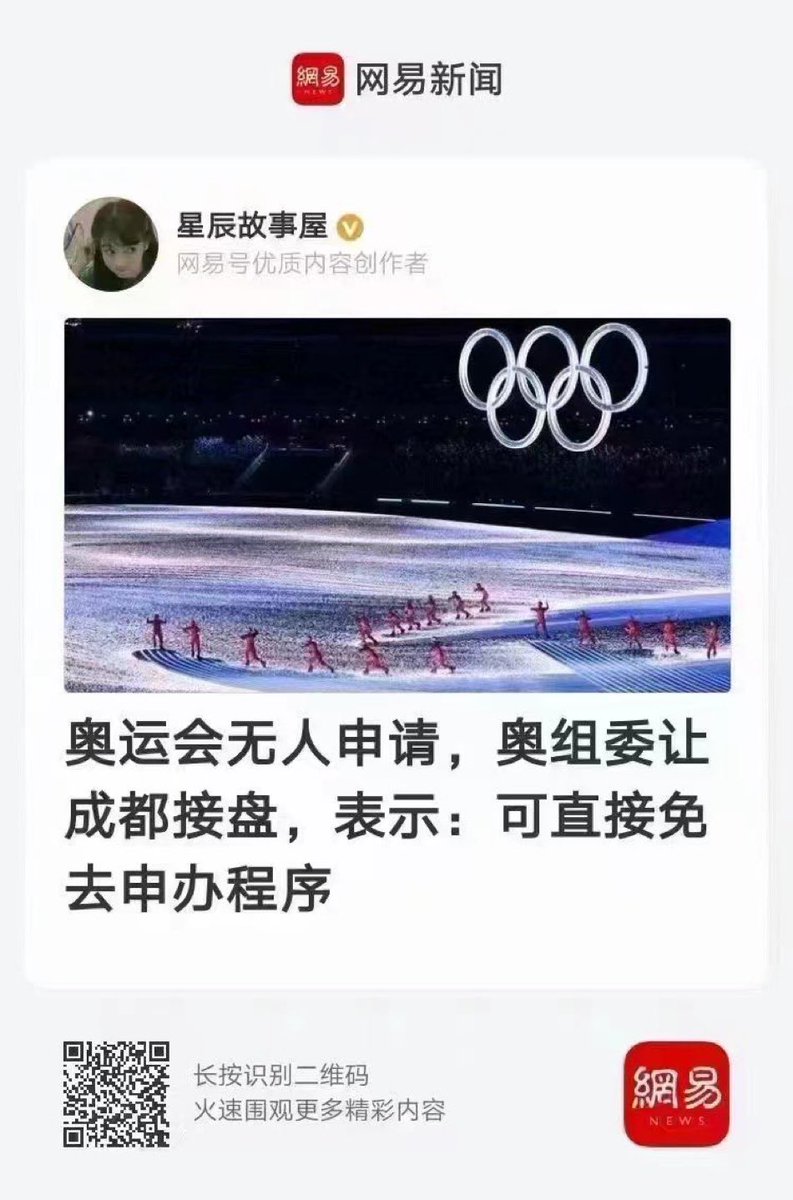 網易
NEWS
网易新闻
星辰故事屋
网易号优质内容创作者
奥运会无人申请，奥组委让
成都接盘，表示：可直接免
去申办程序
长按识别二维码
火速围观更多精彩内容
網易
NEWS